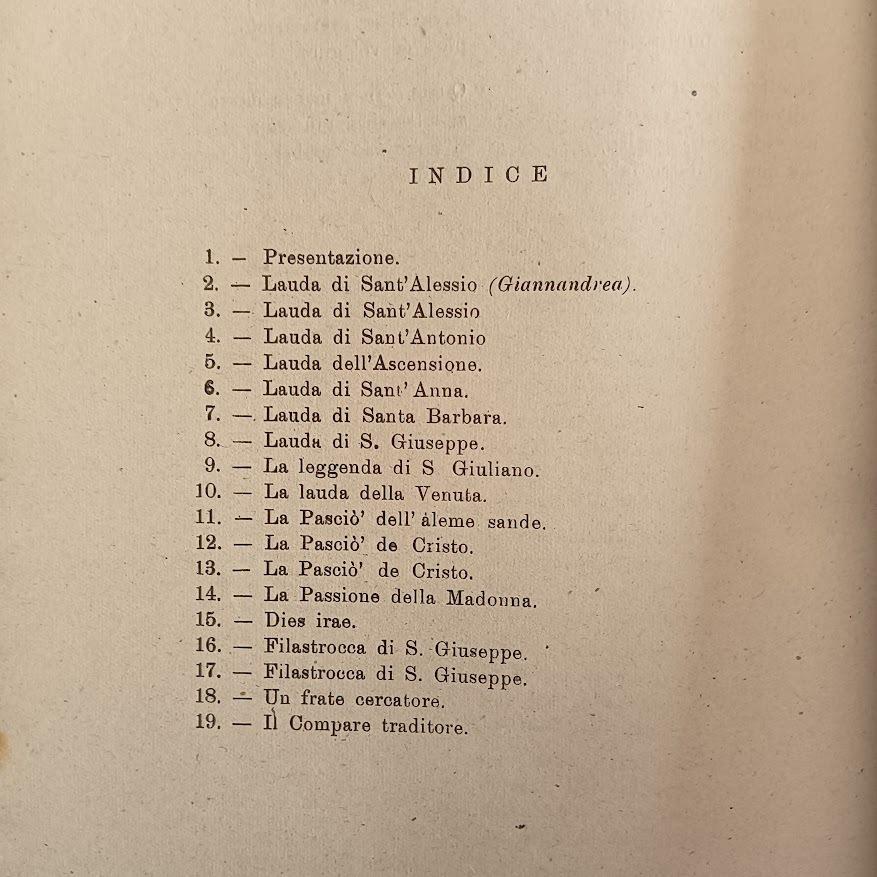 INDICE
1. — Presentazione.
2. — Lauda di Sant'Alessio (Giannandrea).
3. — Lauda di Sant'Alessio
4. — Lauda di Sant'Antonio
5. — Lauda dell'Ascensione.
6. — Lauda di Sant' Anna.
7. — Lauda di Santa Barbara.
8. — Lauda di S. Giuseppe.
9. — La leggenda di S Giuliano.
10. — La lauda della Venuta.
11. — La Pasciò' dell' áleme sande.
12. — La Pasciò' de Cristo.
13. — La Pasciò' de Cristo.
14. — La Passione della Madonna.
15. — Dies irae.
16. — Filastrocca di S. Giuseppe.
17. — Filastrocca di S. Giuseppe.
18. — Un frate cercatore.
19. — Il Compare traditore.